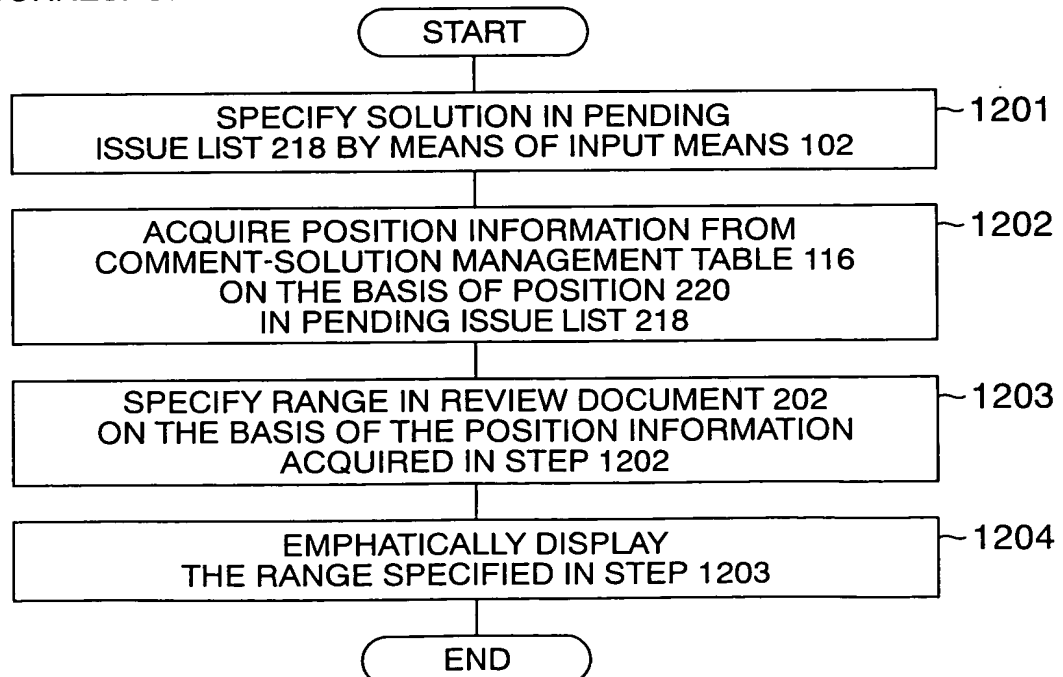 START
SPECIFY SOLUTION IN PENDING
ISSUE LIST 218 BY MEANS OF INPUT MEANS 102
~1201
ACQUIRE POSITION INFORMATION FROM
COMMENT-SOLUTION MANAGEMENT TABLE 116
ON THE BASIS OF POSITION 220
IN PENDING ISSUE LIST 218
~1202
SPECIFY RANGE IN REVIEW DOCUMENT 202
ON THE BASIS OF THE POSITION INFORMATION
ACQUIRED IN STEP 1202
~1203
EMPHATICALLY DISPLAY
THE RANGE SPECIFIED IN STEP 1203
~1204
END